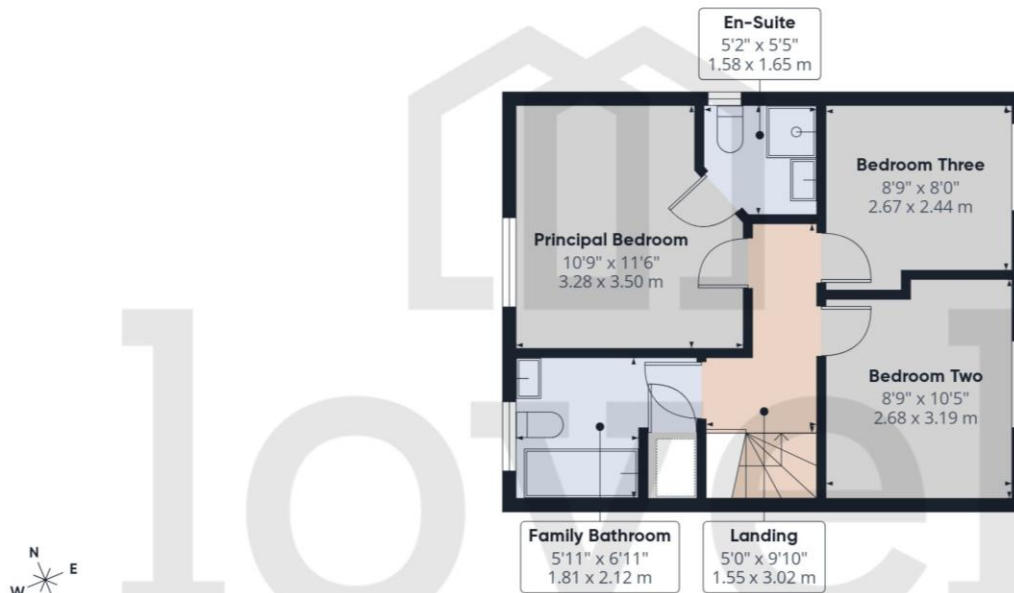 En-Suite
5'2" x 5'5"
1.58 x 1.65 m
Bedroom Three
8'9" x 8'0"
2.67 x 2.44 m
Principal Bedroom
10'9" x 11'6"
3.28 x 3.50 m
Bedroom Two
8'9" x 10'5"
2.68 x 3.19 m
Family Bathroom
5'11" x 6'11"
1.81 x 2.12 m
Landing
5'0" x 9'10"
1.55 x 3.02 m
N
E
W
lovel